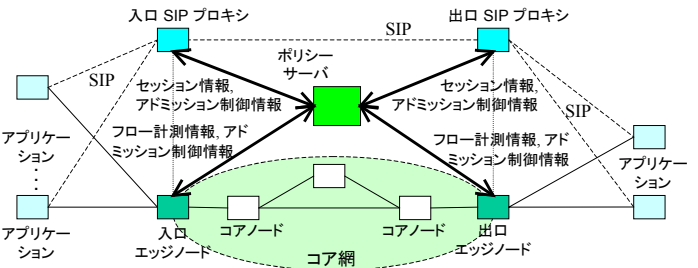 入口 SIP プロキシ
出口 SIP プロキシ
SIP
ポリシー
サーバ
SIP
セッション情報,
アドミッション制御情報
セッション情報,
アドミッション制御情報
SIP
フロー計測情報, アド
ミッション制御情報
フロー計測情報, アド
ミッション制御情報
アプリケー
ション
アプリケー
ション
アプリケー
ション
入口
エッジノード
コアノード
コアノード
出口
エッジノード
コア網